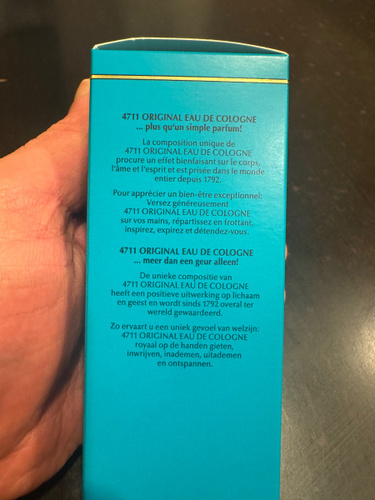 4711 ORIGINAL EAU DE COLOGNE
... plus qu'un simple parfum!
La composition unique de
4711 ORIGINAL EAU DE COLOGNE
procure un effet bienfaisant sur le corps,
l'âme et l'esprit et est prisée dans le monde
entier depuis 1792.
Pour apprécier un bien-être exceptionnel:
Versez généreusement
4711 ORIGINAL EAU DE COLOGNE
sur vos mains, répartissez en frottant,
inspirez, expirez et détendez-vous.
4711 ORIGINAL EAU DE COLOGNE
... meer dan een geur alleen!
De unieke compositie van
4711 ORIGINAL EAU DE COLOGNE
heeft een positieve uitwerking op lichaam
en geest en wordt sinds 1792 overal ter
wereld gewaardeerd.
Zo ervaart u een uniek gevoel van welzijn:
4711 ORIGINAL EAU DE COLOGNE
royaal op de handen gieten,
inwrijven, inademen, uitademen
en ontspannen.